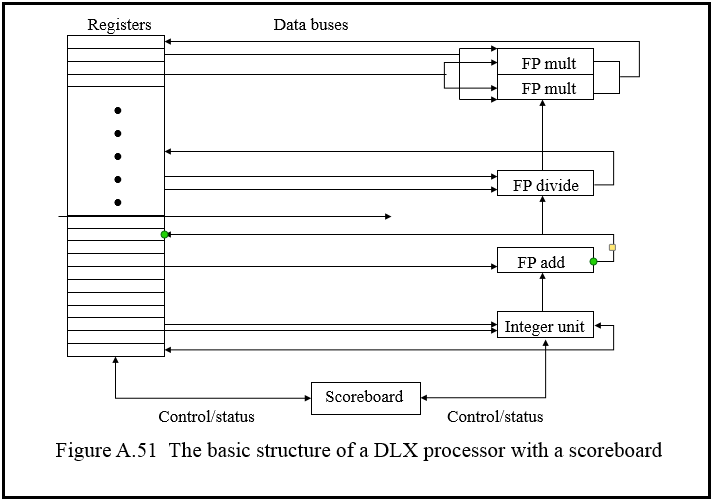 Registers
Data buses
FP mult
FP mult
FP divide
FP add
Integer unit
Scoreboard
Control/status
Control/status
Figure A.51 The basic structure of a DLX processor with a scoreboard